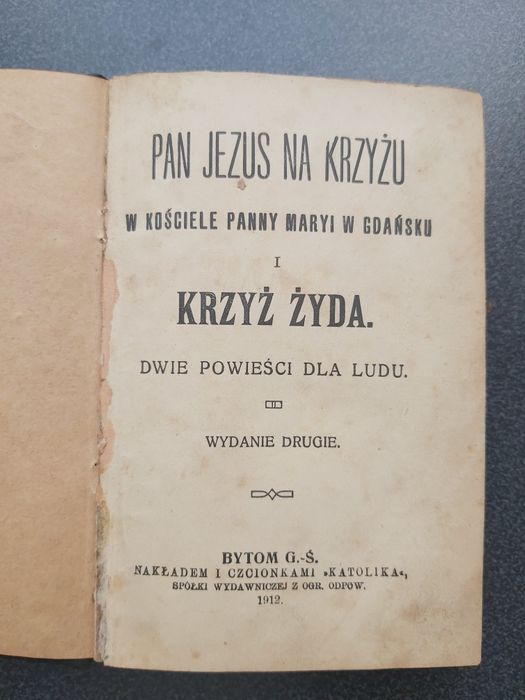 PAN JEZUS NA KRZYŻU
W KOŚCIELE PANNY MARYI W GDAŃSKU
I
KRZYŻ ŻYDA.
DWIE POWIEŚCI DLA LUDU.
WYDANIE DRUGIE.
BYTOM G.-Ś.
NAKŁADEM I CZCIONKAMI »KATOLIKA«,
SPÓŁKI WYDAWNICZEJ Z OGR. ODPOW.
1912.